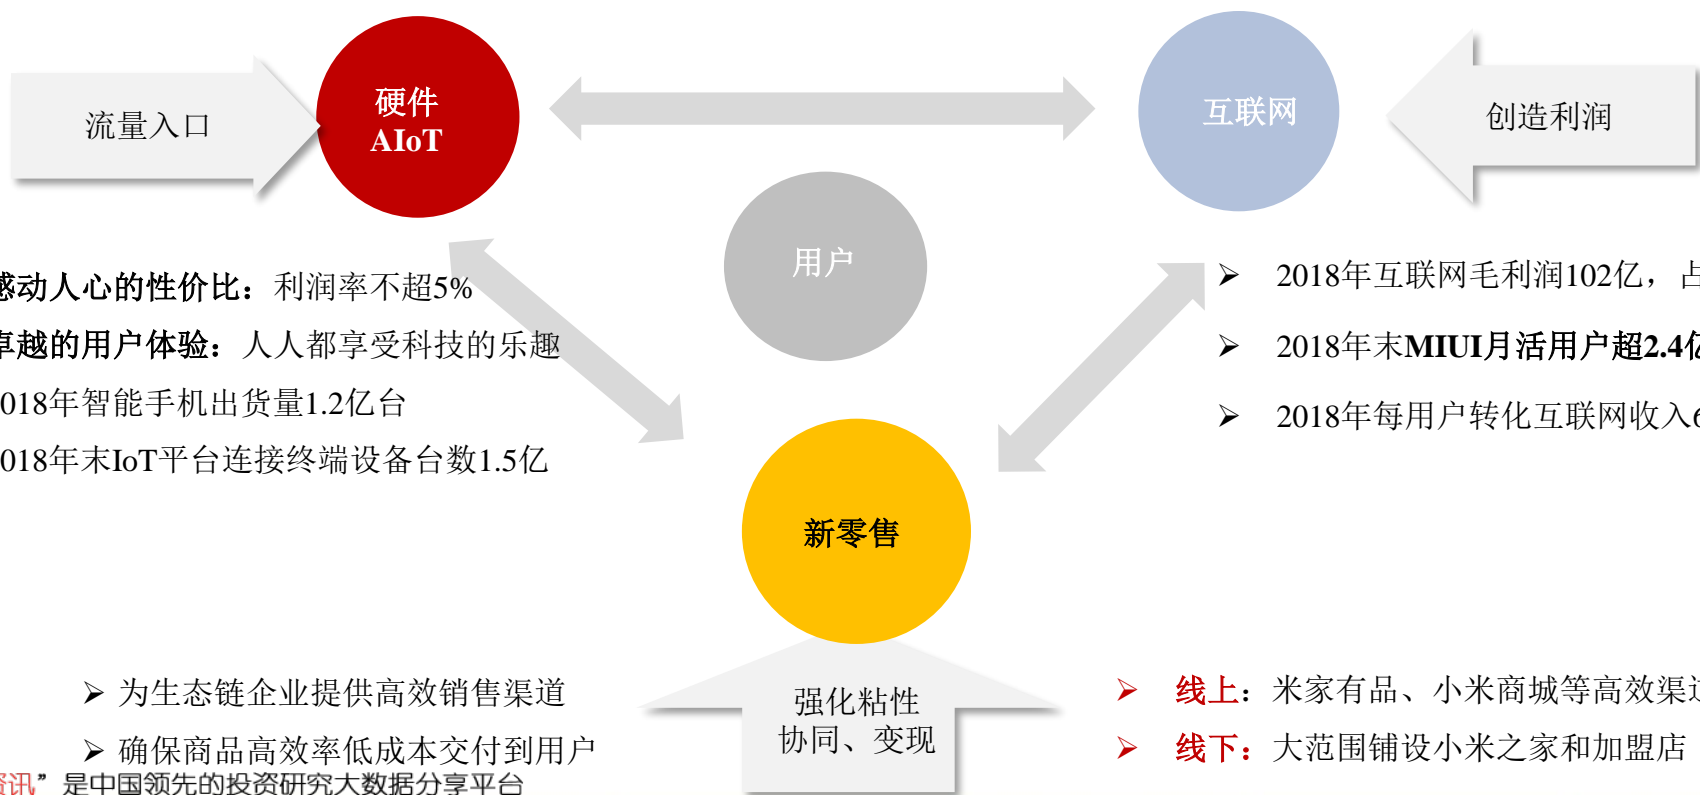 流量入口
硬件
AIoT
互联网
创造利润
用户
感动人心的性价比：利润率不超5%
卓越的用户体验：人人都享受科技的乐趣
018年智能手机出货量1.2亿台
018年末IoT平台连接终端设备台数1.5亿
➢ 2018年互联网毛利润102亿，占
➢ 2018年末MIUI月活用户超2.4亿
➢ 2018年每用户转化互联网收入
新零售
➢ 为生态链企业提供高效销售渠道
➢ 确保商品高效率低成本交付到用户
强化粘性
协同、变现
➢ 线上：米家有品、小米商城等高效渠道
➢ 线下：大范围铺设小米之家和加盟店
资讯”是中国领先的投资研究大数据分享平台